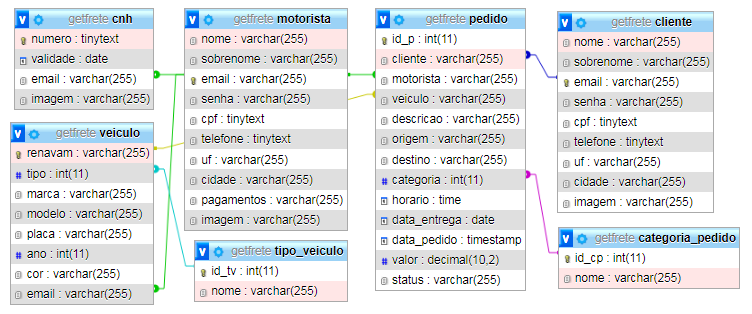 getfrete cnh
numero : tinytext
validade : date
email : varchar(255)
imagem : varchar(255)
getfrete motorista
nome : varchar(255)
sobrenome : varchar(255)
email : varchar(255)
senha : varchar(255)
cpf : tinytext
telefone : tinytext
uf : varchar(255)
cidade : varchar(255)
pagamentos : varchar(255)
imagem : varchar(255)
getfrete pedido
id_p : int(11)
cliente : varchar(255)
motorista : varchar(255)
veiculo : varchar(255)
descricao : varchar(255)
origem : varchar(255)
destino : varchar(255)
categoria : int(11)
horario : time
data_entrega : date
data_pedido : timestamp
valor : decimal(10,2)
status : varchar(255)
getfrete cliente
nome : varchar(255)
sobrenome : varchar(255)
email : varchar(255)
senha : varchar(255)
cpf : tinytext
telefone : tinytext
uf : varchar(255)
cidade : varchar(255)
imagem : varchar(255)
getfrete veiculo
renavam : varchar(255)
tipo : int(11)
marca : varchar(255)
modelo : varchar(255)
placa : varchar(255)
ano : int(11)
cor : varchar(255)
email : varchar(255)
getfrete tipo_veiculo
id_tv : int(11)
nome : varchar(255)
getfrete categoria_pedido
id_cp : int(11)
nome : varchar(255)